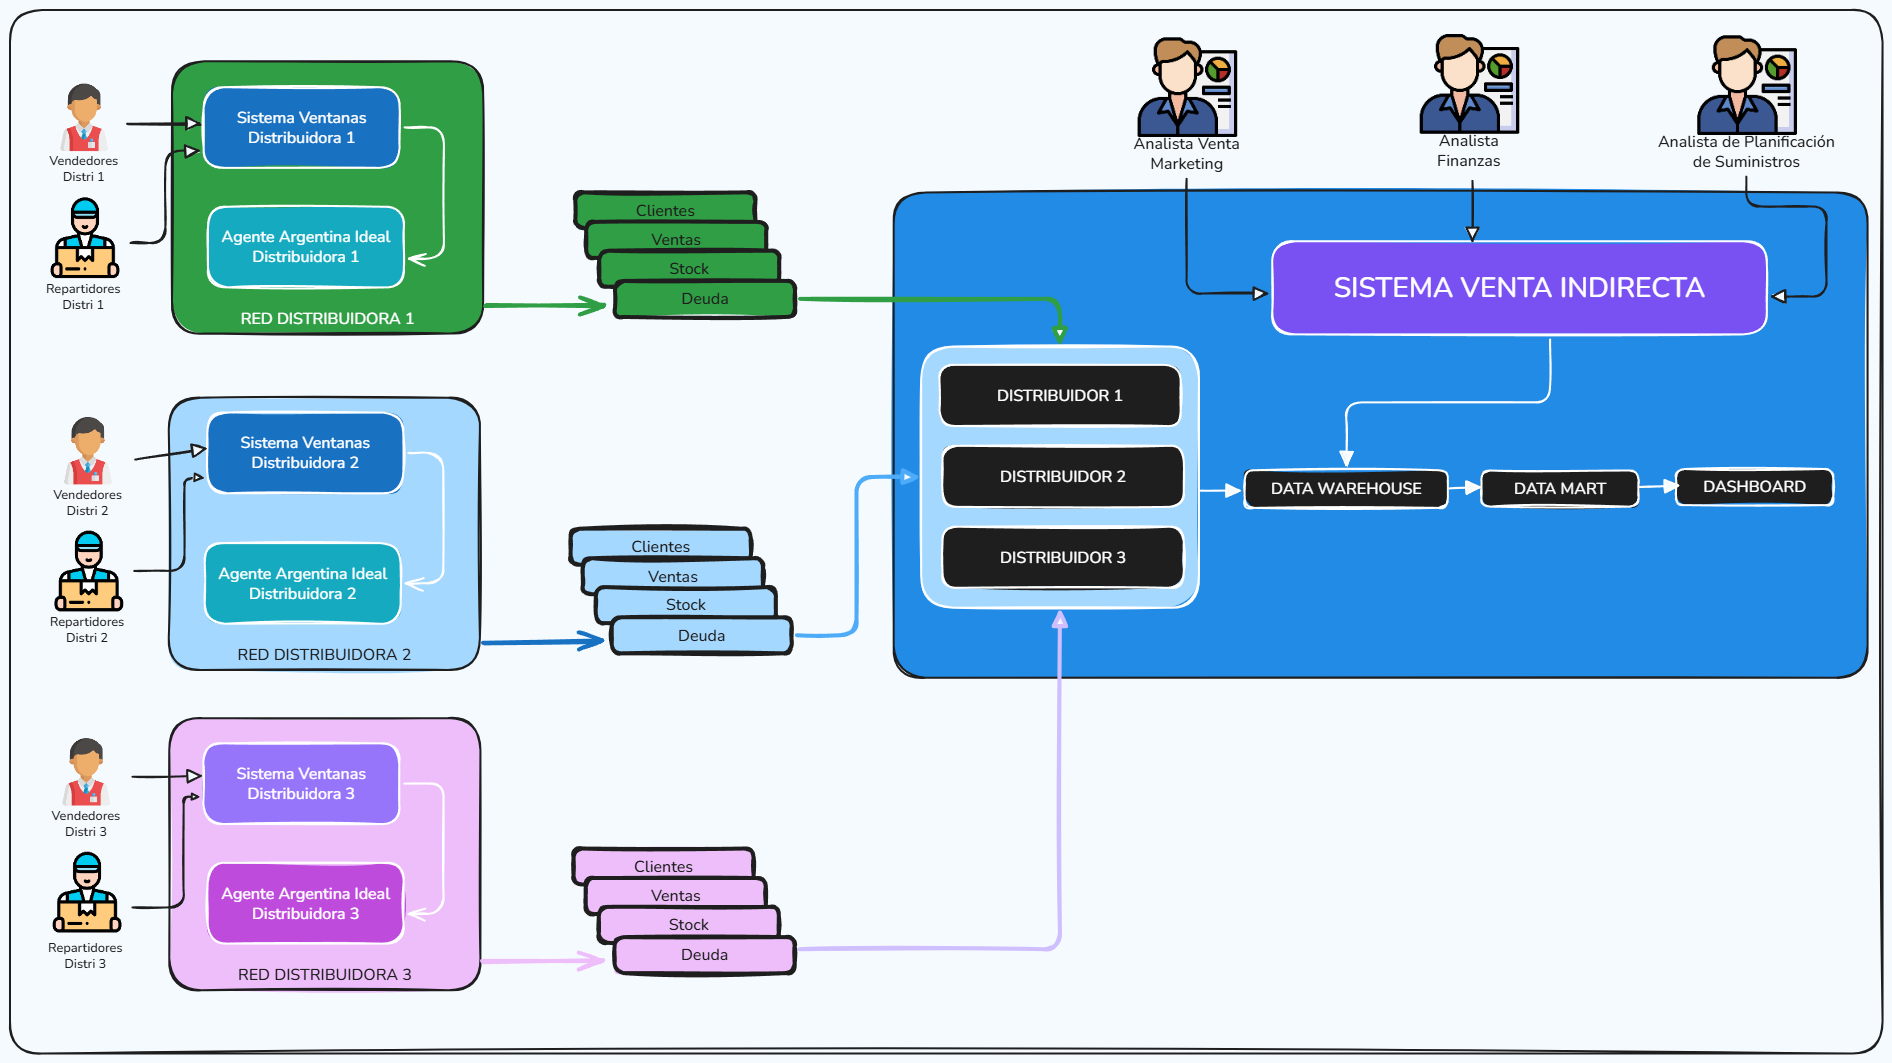 Vendedores
Distri 1
Repartidores
Distri 1
Sistema Ventanas
Distribuidora 1
Agente Argentina Ideal
Distribuidora 1
RED DISTRIBUIDORA 1
Clientes
Ventas
Stock
Deuda
Vendedores
Distri 2
Repartidores
Distri 2
Sistema Ventanas
Distribuidora 2
Agente Argentina Ideal
Distribuidora 2
RED DISTRIBUIDORA 2
Clientes
Ventas
Stock
Deuda
Vendedores
Distri 3
Repartidores
Distri 3
Sistema Ventanas
Distribuidora 3
Agente Argentina Ideal
Distribuidora 3
RED DISTRIBUIDORA 3
Clientes
Ventas
Stock
Deuda
Analista Venta
Marketing
Analista
Finanzas
Analista de Planificación
de Suministros
SISTEMA VENTA INDIRECTA
DISTRIBUIDOR 1
DISTRIBUIDOR 2
DISTRIBUIDOR 3
DATA WAREHOUSE
DATA MART
DASHBOARD